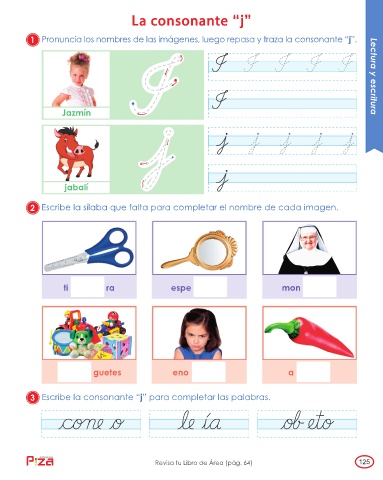 La consonante “j”
1 Pronuncia los nombres de las imágenes, luego repasa y traza la consonante “j”.
Lectura y escritura
J J J J J
Jazmín
J
j j j j j
jabalí
j
2 Escribe la sílaba que falta para completar el nombre de cada imagen.
ti ra
espe
mon
guetes
eno
a
3 Escribe la consonante “j” para completar las palabras.
cone o
le ía
ob eto
Piza
Revisa tu Libro de Área (pág. 64)
125